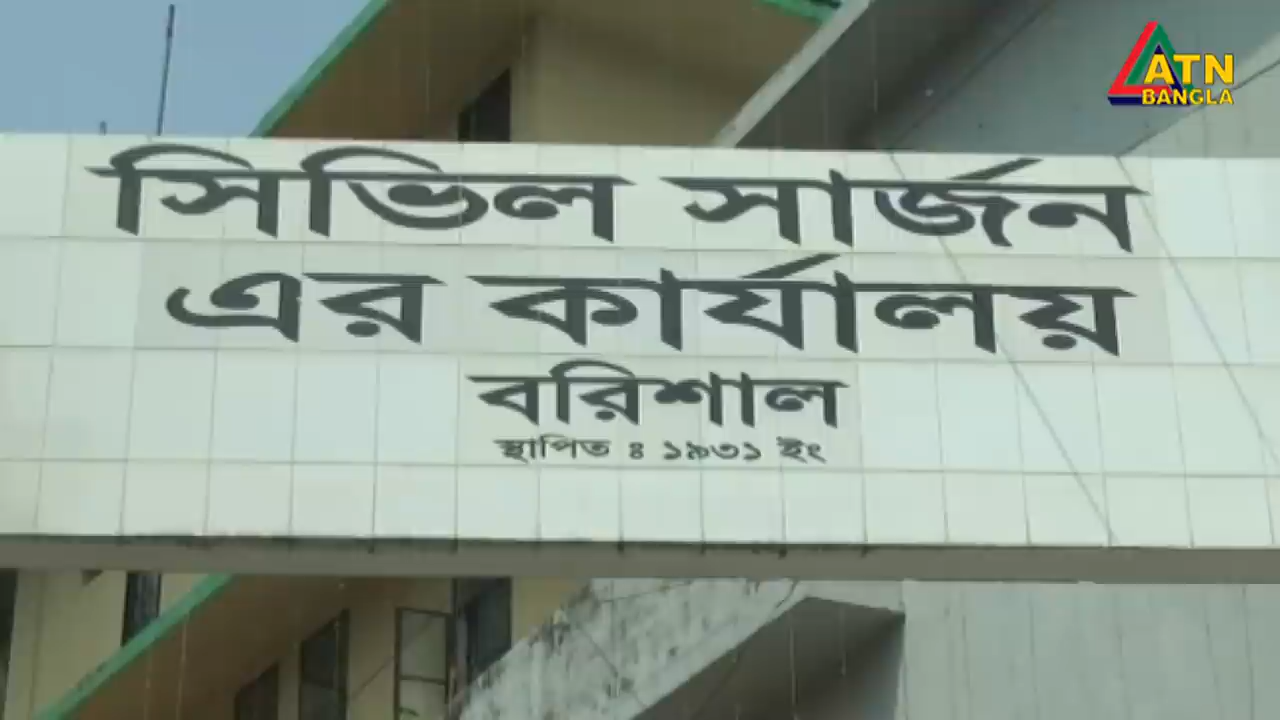 ATN
BANGLA
সিভিল সার্জন
এর কার্যালয়
বরিশাল
স্থাপিত ঃ ১৯৩১ ইং